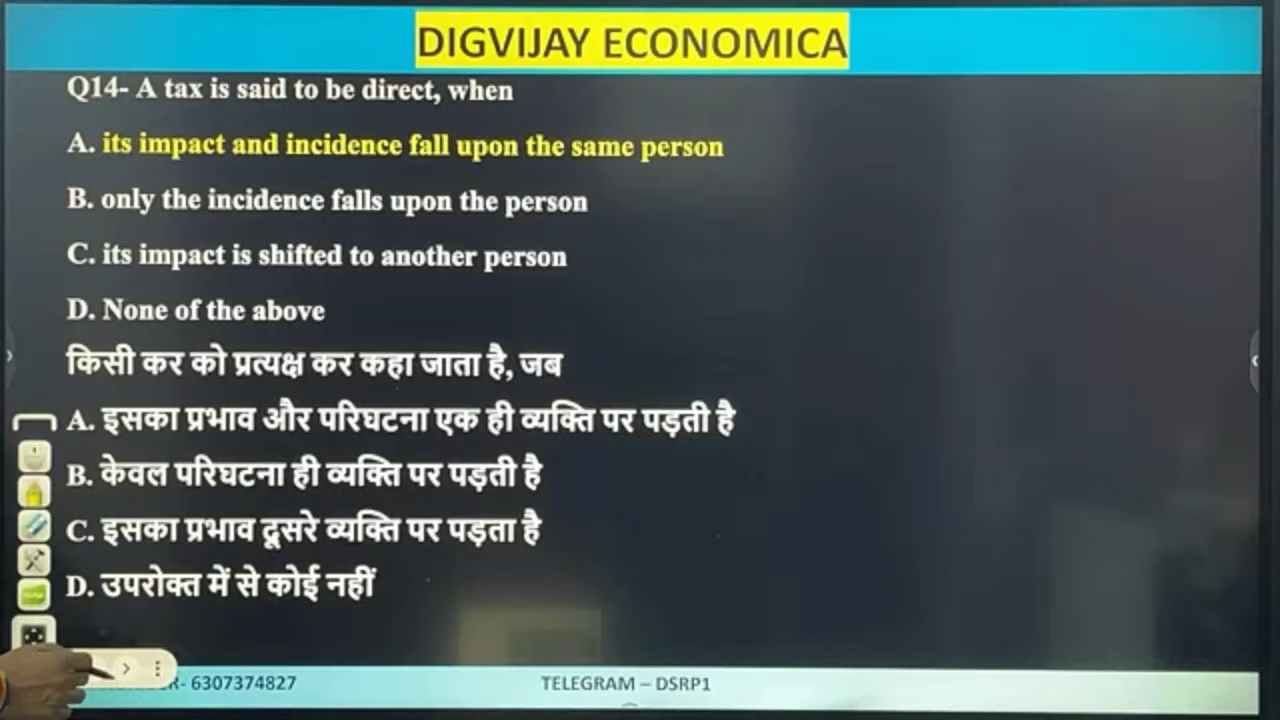 DIGVIJAY ECONOMICA
Q14- A tax is said to be direct, when
A. its impact and incidence fall upon the same person
B. only the incidence falls upon the person
C. its impact is shifted to another person
D. None of the above
किसी कर को प्रत्यक्ष कर कहा जाता है, जब
A. इसका प्रभाव और परिघटना एक ही व्यक्ति पर पड़ती है
B. केवल परिघटना ही व्यक्ति पर पड़ती है
C. इसका प्रभाव दूसरे व्यक्ति पर पड़ता है
D. उपरोक्त में से कोई नहीं
R- 6307374827
TELEGRAM – DSRP1